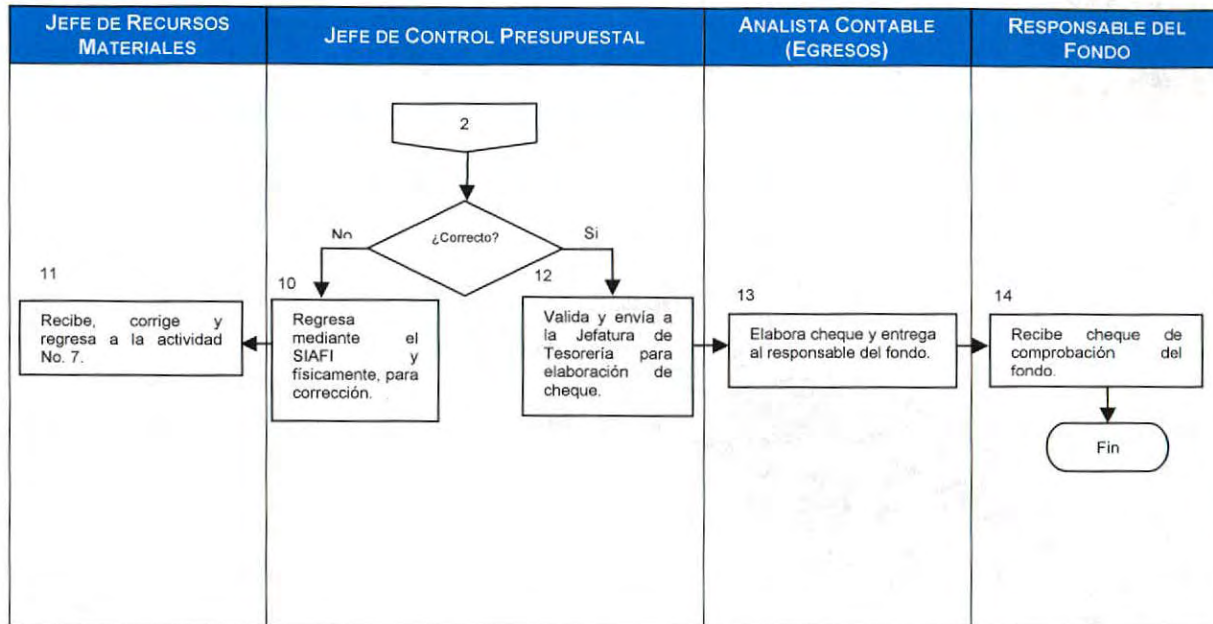 JEFE DE RECURSOS
MATERIALES
JEFE DE CONTROL PRESUPUESTAL
ANALISTA CONTABLE
(EGRESOS)
RESPONSABLE DEL
FONDO
2
¿Correcto?
No
Si
11
Recibe, corrige y
regresa a la actividad
No. 7.
10
Regresa
mediante el
SIAFI y
físicamente, para
corrección.
12
Valida y envía a
la Jefatura de
Tesorería para
elaboración de
cheque.
13
Elabora cheque y entrega
al responsable del fondo.
14
Recibe cheque de
comprobación del
fondo.
Fin